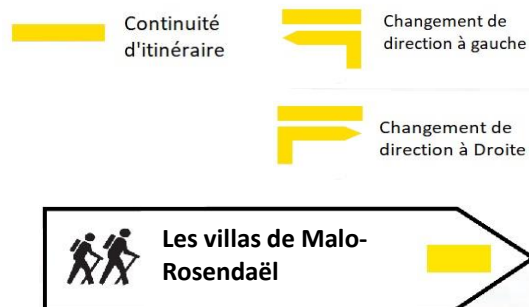 Continuité
d'itinéraire
Changement de
direction à gauche
Changement de
direction à Droite
Les villas de Malo-
Rosendaël